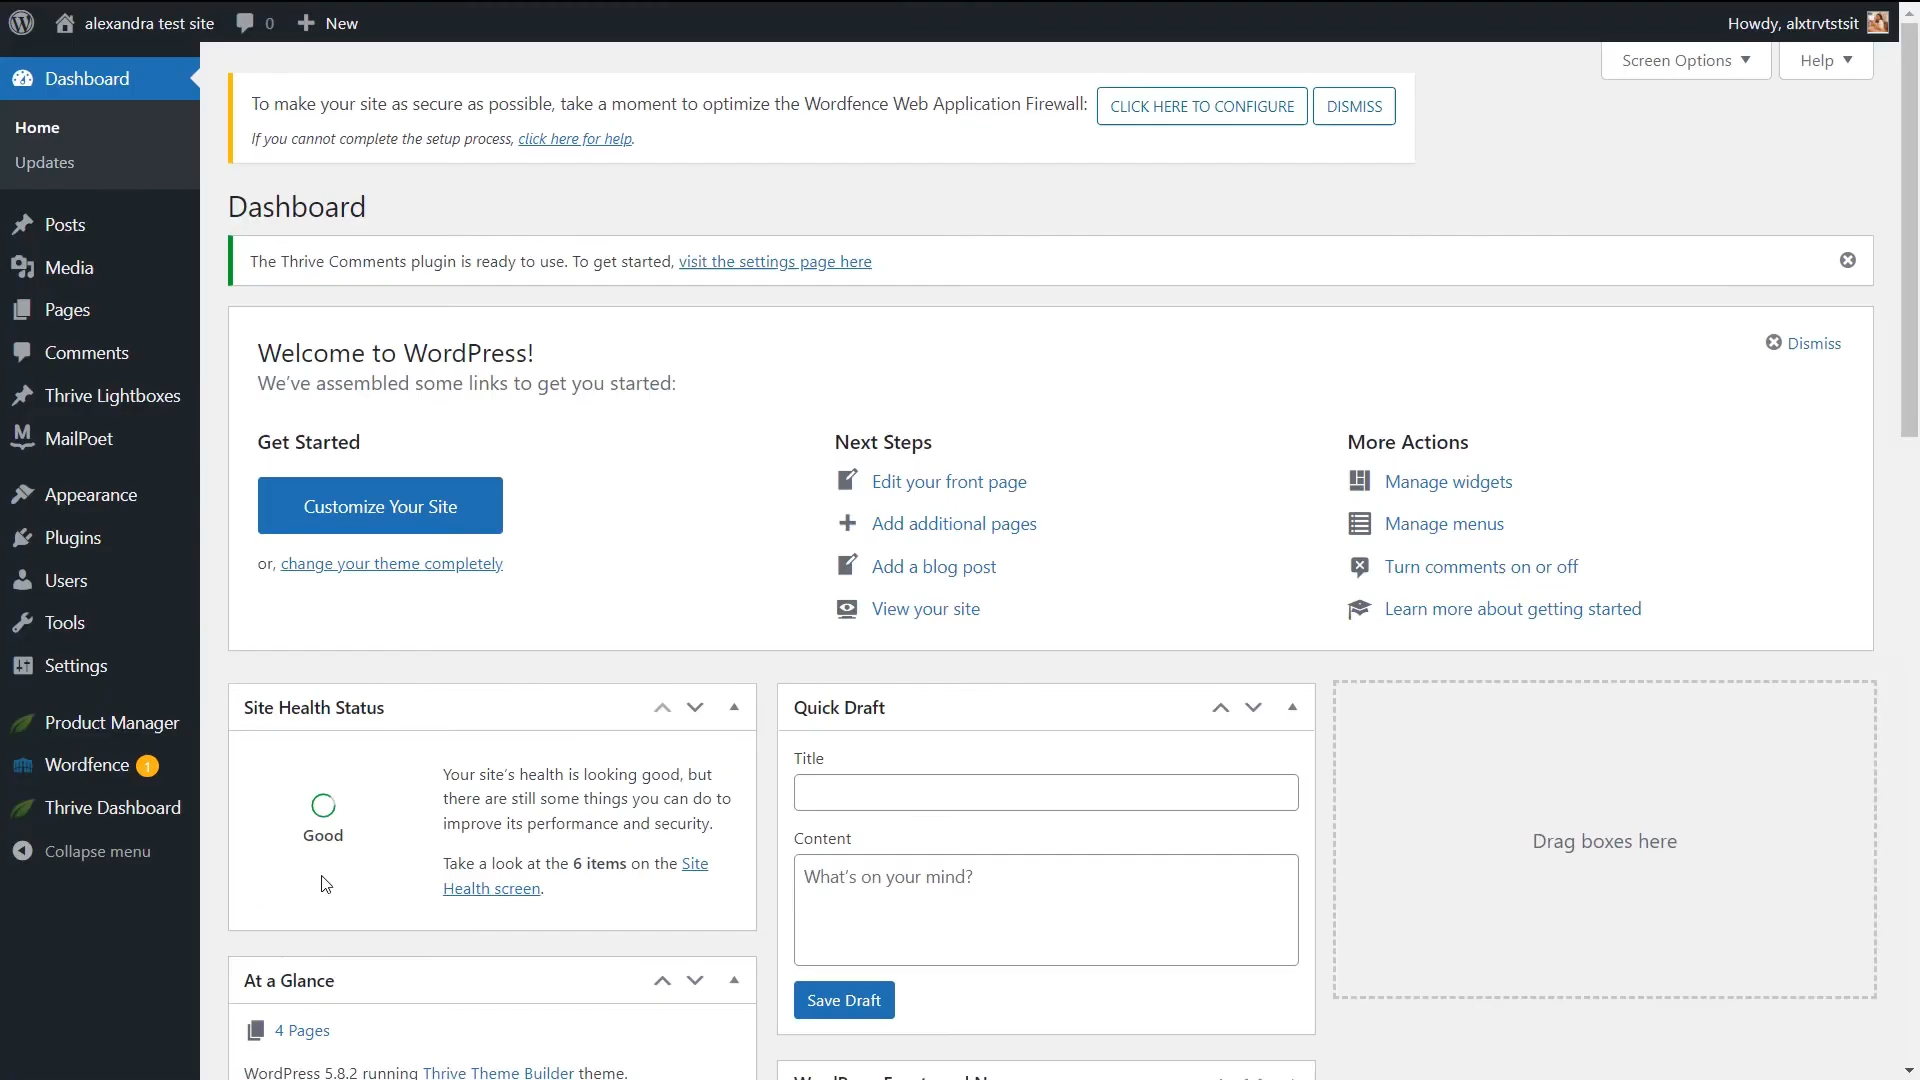 alexandra test site
0
New
Howdy, alxtrvtstsit
Screen Options
Help
Dashboard
Home
Updates
Posts
Media
Pages
Comments
Thrive Lightboxes
MailPoet
Appearance
Plugins
Users
Tools
Settings
Product Manager
Wordfence 1
Thrive Dashboard
Collapse menu
To make your site as secure as possible, take a moment to optimize the Wordfence Web Application Firewall: CLICK HERE TO CONFIGURE DISMISS
If you cannot complete the setup process, click here for help.
Dashboard
The Thrive Comments plugin is ready to use. To get started, visit the settings page here
Welcome to WordPress!
Dismiss
We've assembled some links to get you started:
Get Started
Customize Your Site
or, change your theme completely
Next Steps
Edit your front page
Add additional pages
Add a blog post
View your site
More Actions
Manage widgets
Manage menus
Turn comments on or off
Learn more about getting started
Site Health Status
Good
Your site's health is looking good, but
there are still some things you can do to
improve its performance and security.
Take a look at the 6 items on the Site
Health screen.
At a Glance
4 Pages
WordPress 5.8.2 running Thrive Theme Builder theme.
Quick Draft
Title
Content
What's on your mind?
Save Draft
Drag boxes here